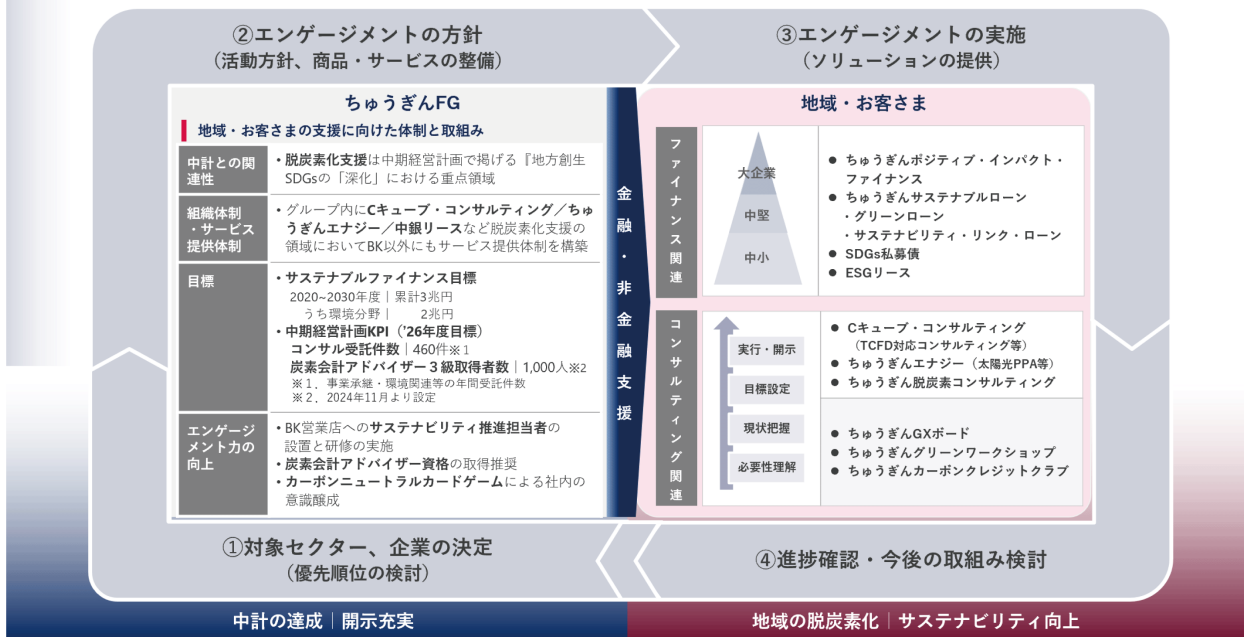 ②エンゲージメントの方針
（活動方針、商品・サービスの整備）
③エンゲージメントの実施
（ソリューションの提供）
ちゅうぎんFG
地域・お客さまの支援に向けた体制と取組み
中計との関
連性
・脱炭素化支援は中期経営計画で掲げる『地方創生
SDGsの「深化」における重点領域
組織体制
・サービス
提供体制
・グループ内にCキューブ・コンサルティング／ちゅ
うぎんエナジー／中銀リースなど脱炭素化支援の
領域においてBK以外にもサービス提供体制を構築
目標
・サステナブルファイナンス目標
2020~2030年度｜累計3兆円
うち環境分野｜ 2兆円
・中期経営計画KPI（’26年度目標）
コンサル受託件数｜460件※1
炭素会計アドバイザー３級取得者数｜1,000人※2
※１．事業承継・環境関連等の年間受託件数
※２．2024年11月より設定
エンゲージ
メント力の
向上
・BK営業店へのサステナビリティ推進担当者の
設置と研修の実施
・炭素会計アドバイザー資格の取得推奨
・カーボンニュートラルカードゲームによる社内の
意識醸成
金融・非金融支援
地域・お客さま
ファイナンス関連
大企業
中堅
中小
● ちゅうぎんポジティブ・インパクト・
ファイナンス
● ちゅうぎんサステナブルローン
・グリーンローン
・サステナビリティ・リンク・ローン
● SDGs私募債
● ESGリース
コンサルティング関連
実行・開示
目標設定
現状把握
必要性理解
● Cキューブ・コンサルティング
（TCFD対応コンサルティング等）
● ちゅうぎんエナジー（太陽光PPA等）
● ちゅうぎん脱炭素コンサルティング
● ちゅうぎんGXボード
● ちゅうぎんグリーンワークショップ
● ちゅうぎんカーボンクレジットクラブ
①対象セクター、企業の決定
（優先順位の検討）
④進捗確認・今後の取組み検討
中計の達成｜開示充実
地域の脱炭素化｜サステナビリティ向上